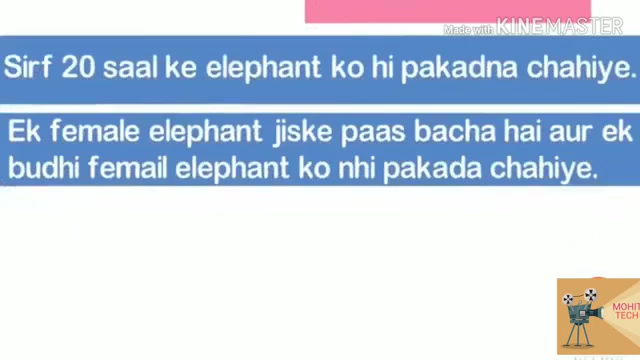 Made with KINEMASTER
Sirf 20 saal ke elephant ko hi pakadna chahiye.
Ek female elephant jiske paas bacha hai aur ek
budhi femail elephant ko nhi pakada chahiye.
MOHIT
TECH